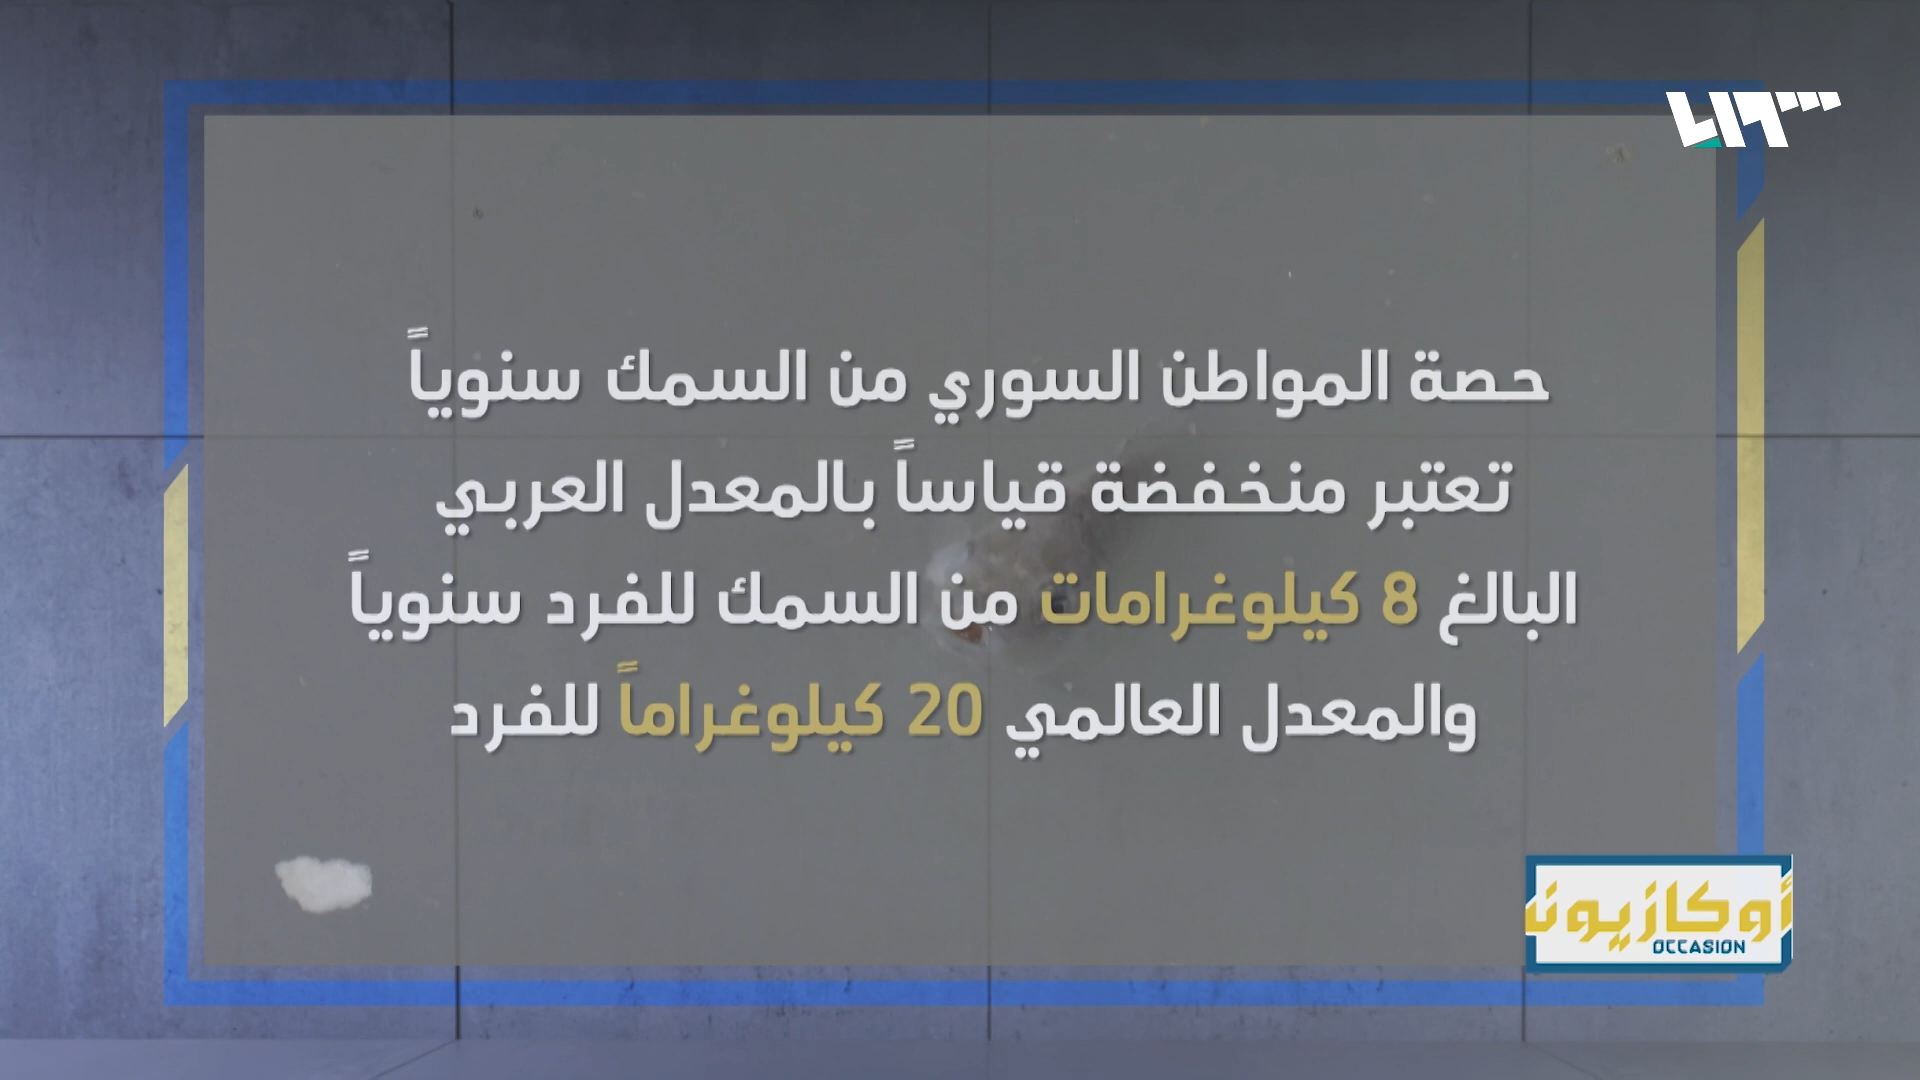 سوريا
حصة المواطن السوري من السمك سنوياً
تعتبر منخفضة قياساً بالمعدل العربي
البالغ 8 كيلوغرامات من السمك للفرد سنوياً
والمعدل العالمي 20 كيلوغراماً للفرد
أوكازيون
OCCASION